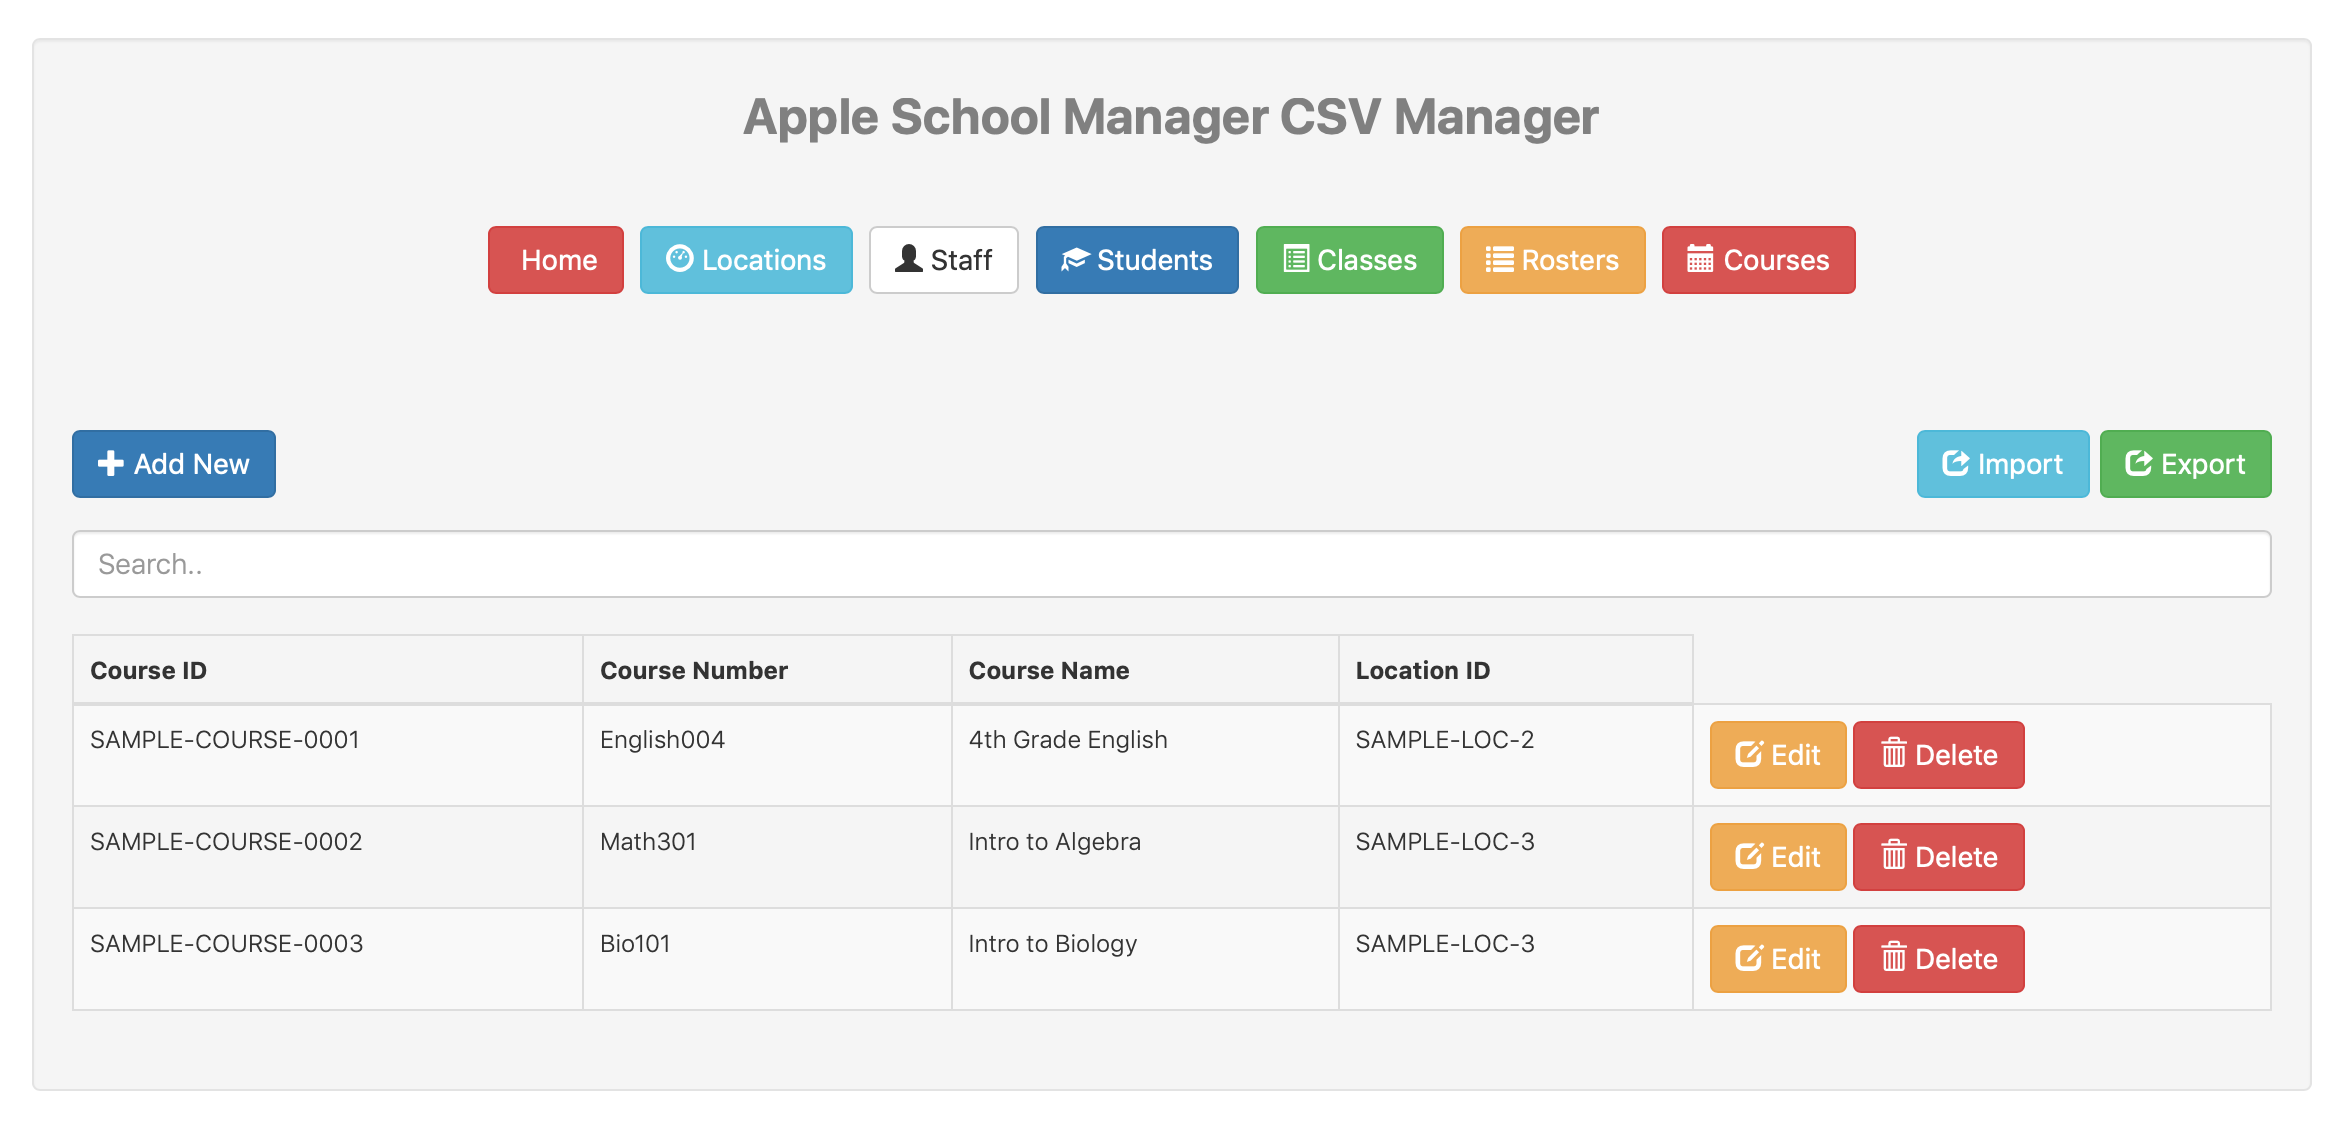 Apple School Manager CSV Manager
Home Locations Staff Students Classes Rosters Courses
Add New Import Export
Search..
Course ID Course Number Course Name Location ID
SAMPLE-COURSE-0001 English004 4th Grade English SAMPLE-LOC-2 Edit Delete
SAMPLE-COURSE-0002 Math301 Intro to Algebra SAMPLE-LOC-3 Edit Delete
SAMPLE-COURSE-0003 Bio101 Intro to Biology SAMPLE-LOC-3 Edit Delete